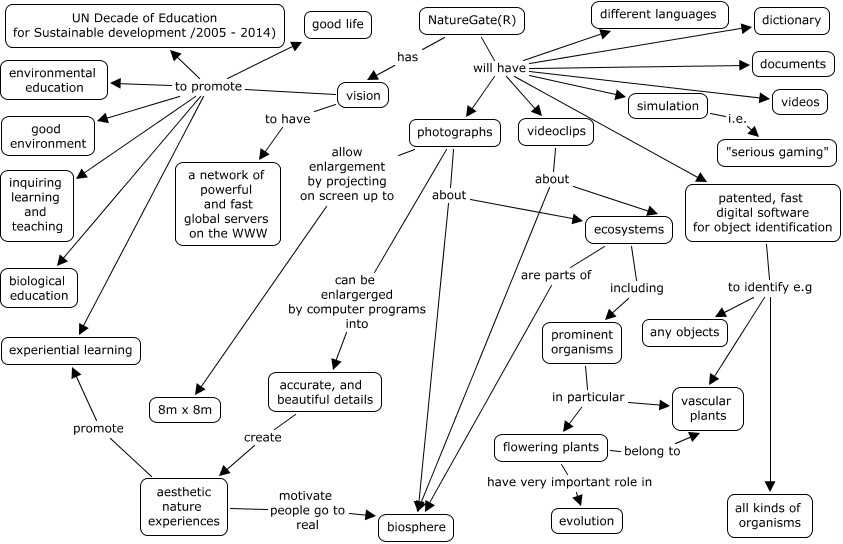 UN Decade of Education
for Sustainable development /2005 - 2014)
good life
NatureGate(R)
different languages
dictionary
has
will have
environmental
education
to promote
vision
documents
simulation
videos
i.e.
to have
good
environment
photographs
videoclips
"serious gaming"
allow
enlargement
by projecting
on screen up to
a network of
powerful
and fast
global servers
on the WWW
inquiring
learning
and
teaching
about
about
patented, fast
digital software
for object identification
ecosystems
biological
education
can be
enlargerged
by computer programs
into
are parts of
including
to identify e.g
any objects
prominent
organisms
experiential learning
accurate, and
beautiful details
8m x 8m
in particular
vascular
plants
promote
create
flowering plants
belong to
have very important role in
aesthetic
nature
experiences
motivate
people go to
real
biosphere
evolution
all kinds of
organisms